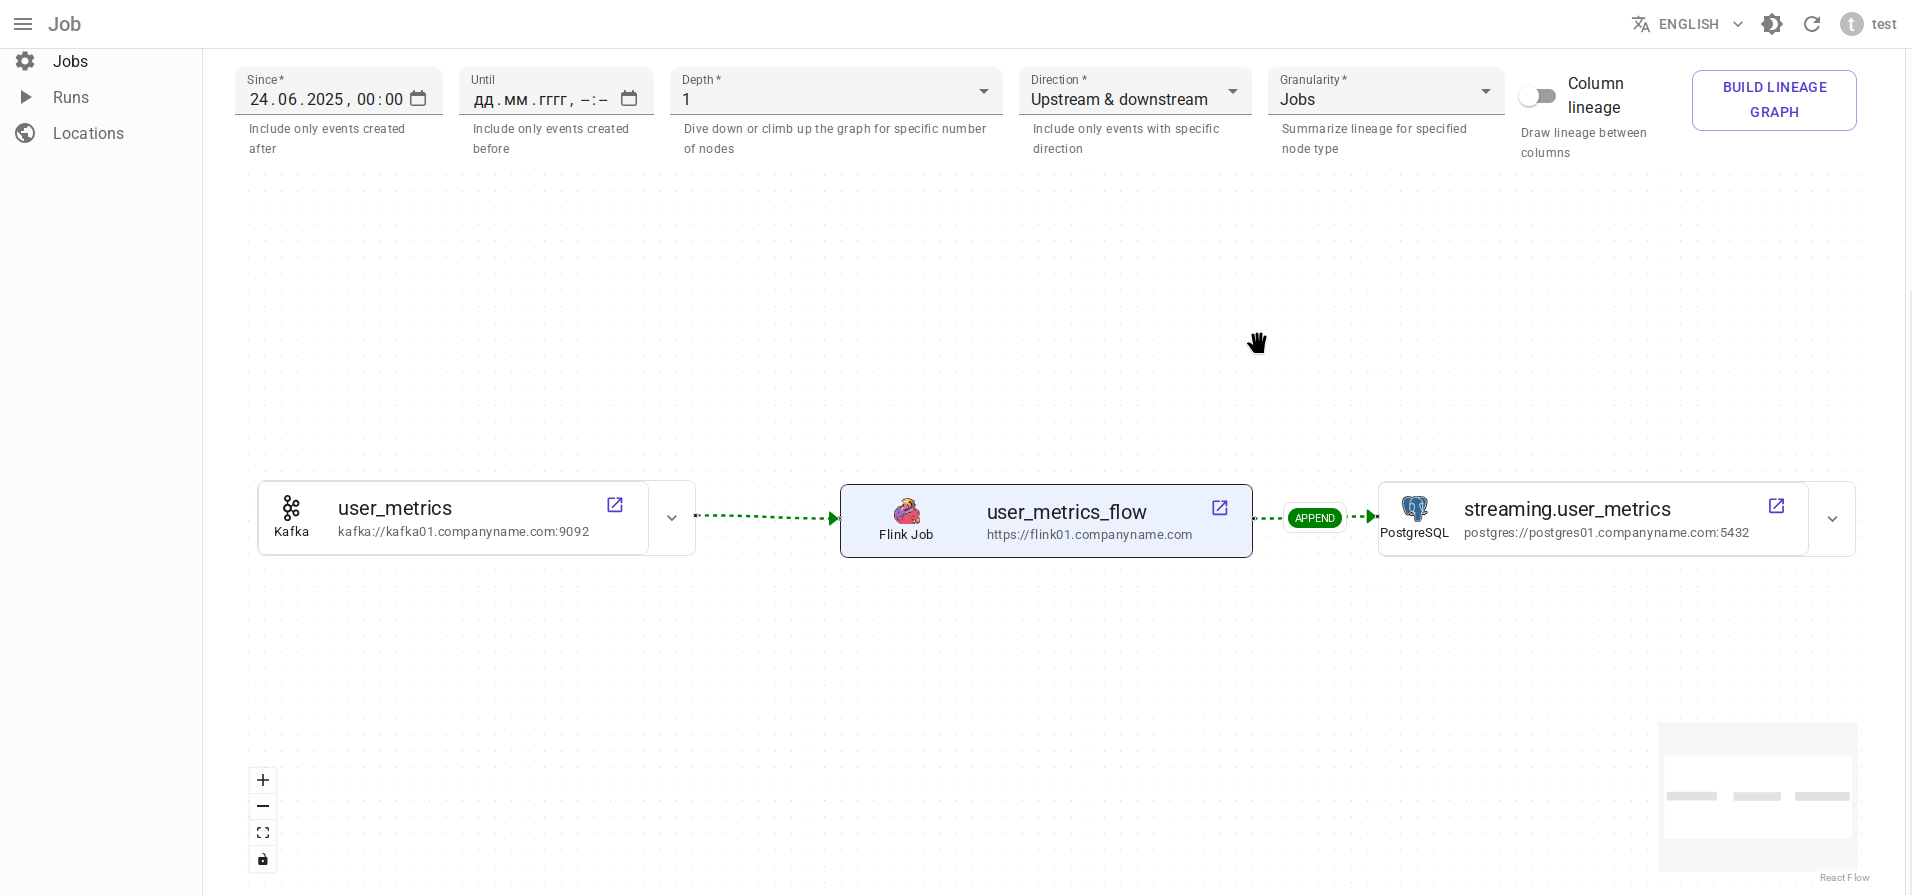 Job
ENGLISH
t
test
Jobs
Runs
Locations
Since *
24.06.2025, 00:00
Include only events created
after
Until
дд.мм.гггг, --:--
Include only events created
before
Depth *
1
Dive down or climb up the graph for specific number
of nodes
Direction *
Upstream & downstream
Include only events with specific
direction
Granularity *
Jobs
Summarize lineage for specified
node type
Column
lineage
Draw lineage between
columns
BUILD LINEAGE
GRAPH
Kafka
user_metrics
kafka://kafka01.companyname.com:9092
Flink Job
user_metrics_flow
https://flink01.companyname.com
APPEND
PostgreSQL
streaming.user_metrics
postgres://postgres01.companyname.com:5432
React Flow